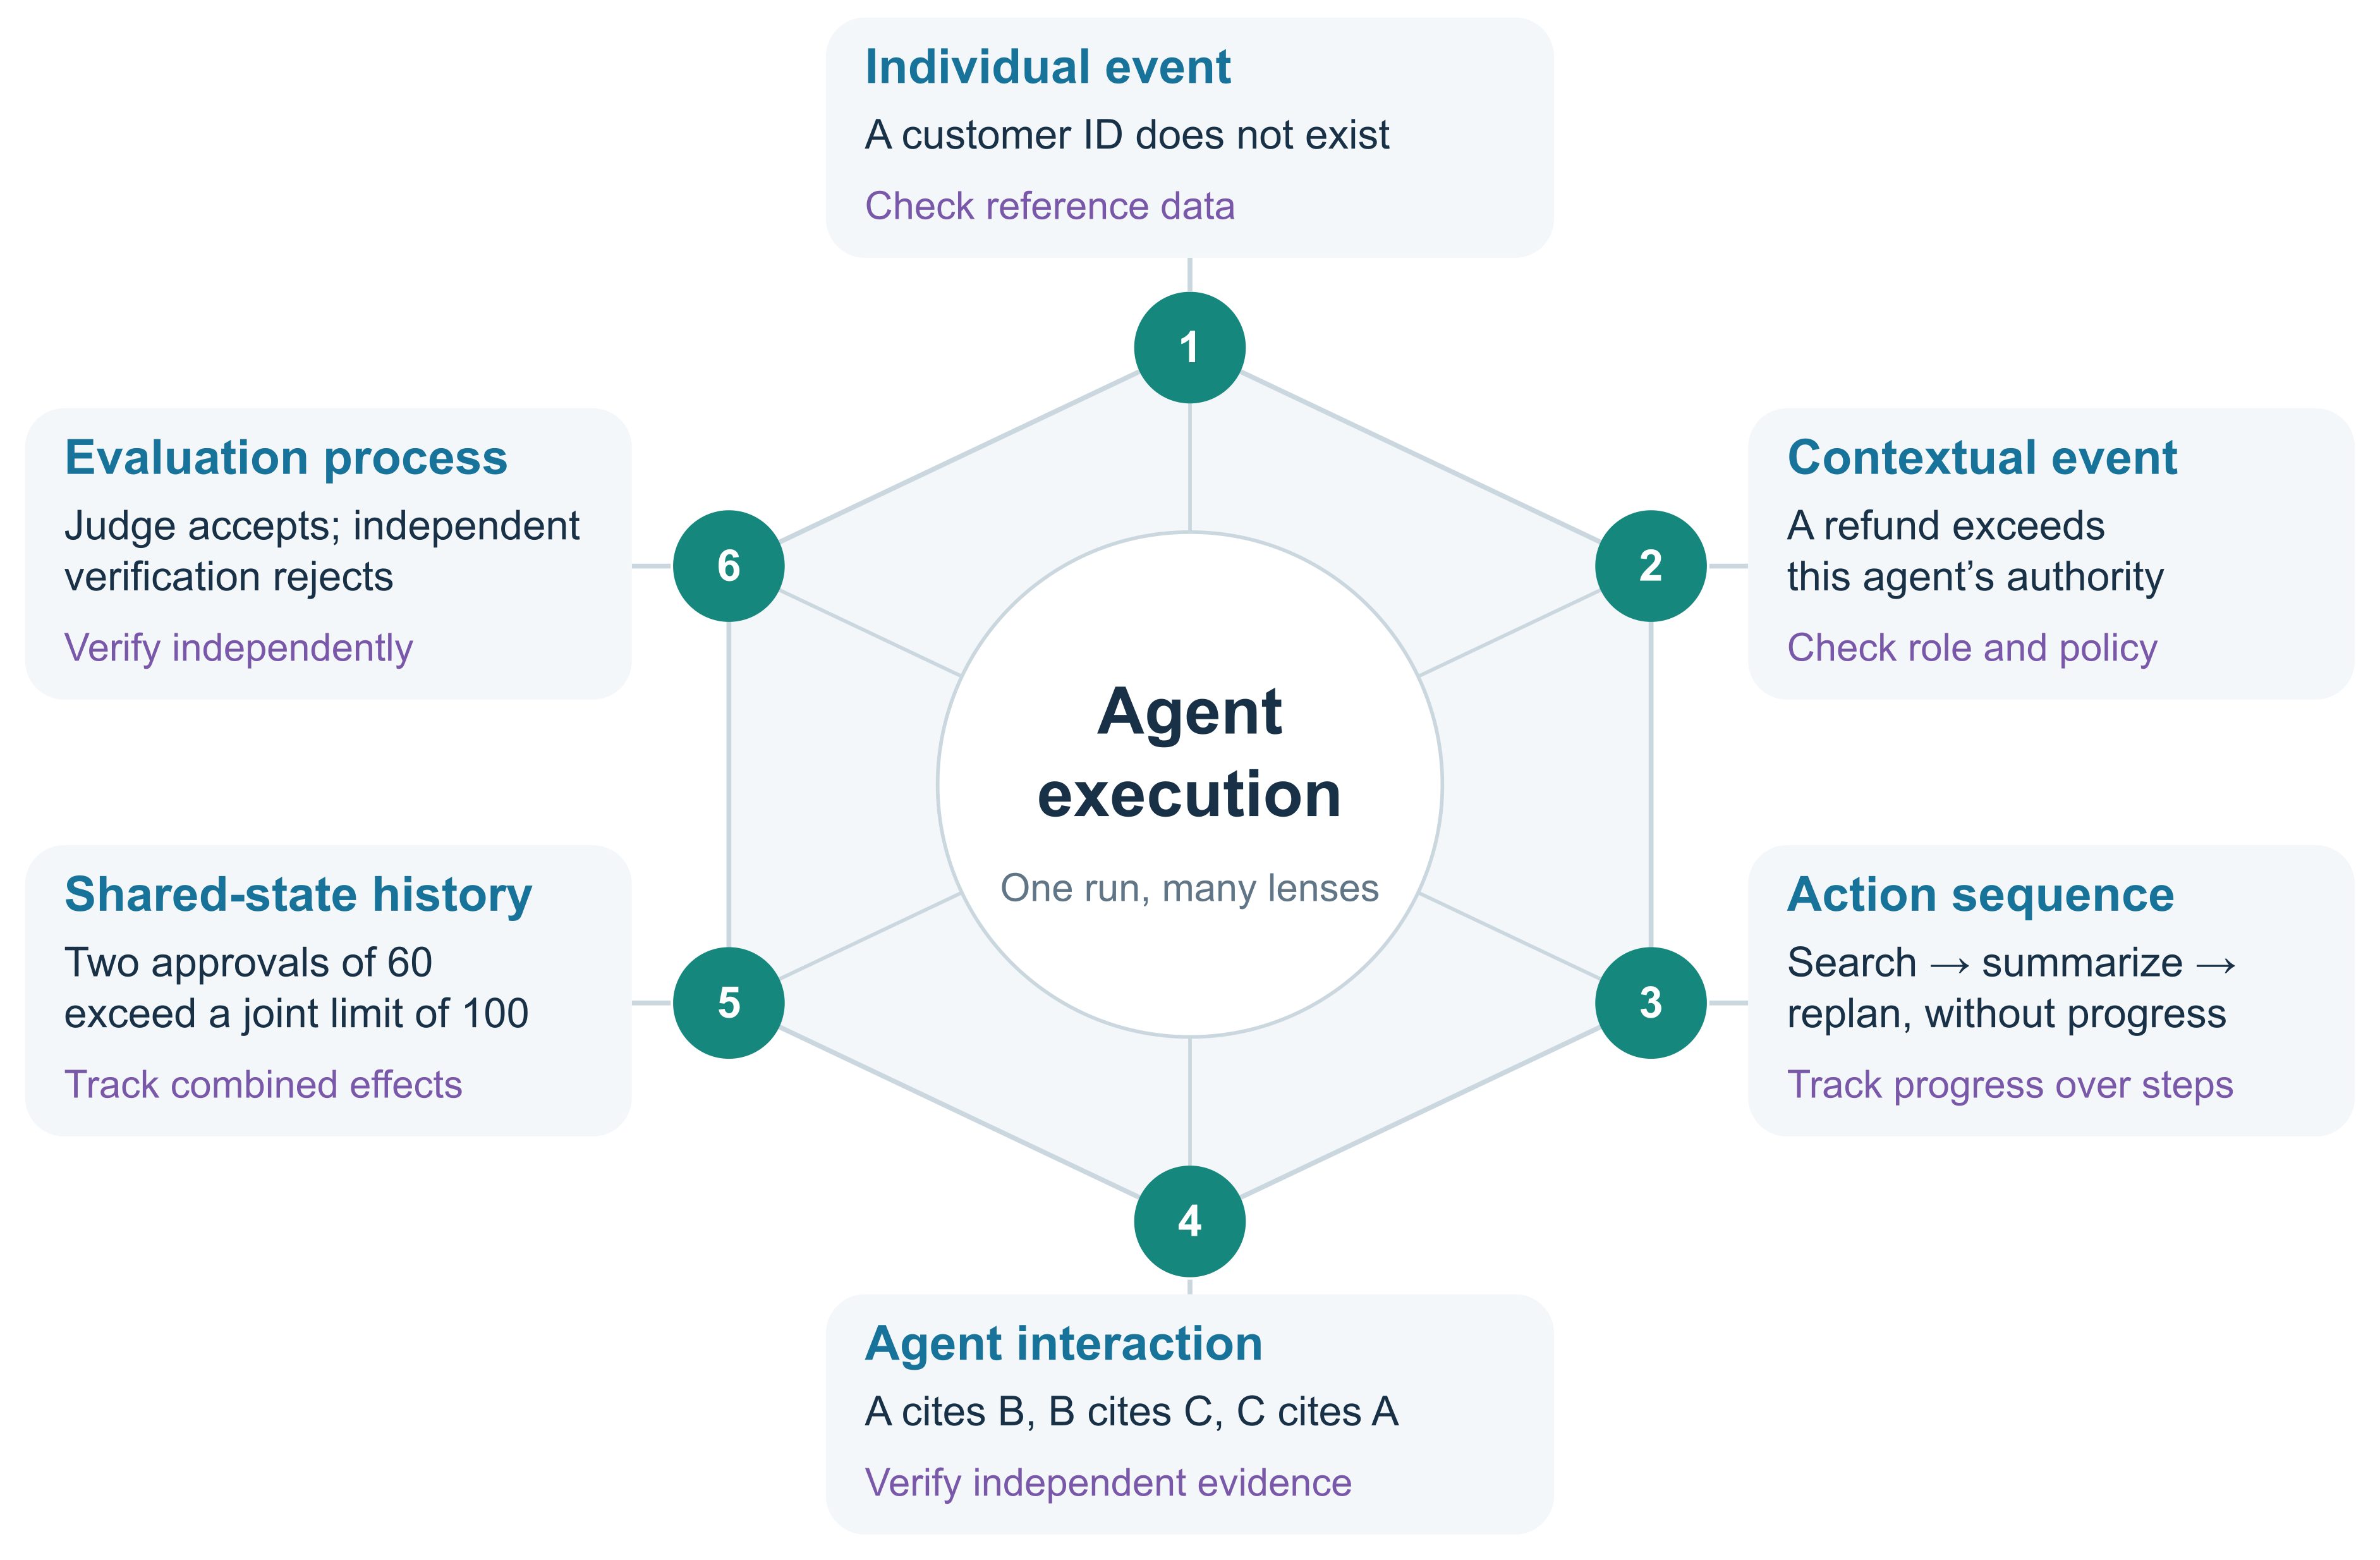 Individual event
A customer ID does not exist
Check reference data
1
Evaluation process
Judge accepts; independent
verification rejects
Verify independently
6
2
Contextual event
A refund exceeds
this agent’s authority
Check role and policy
Agent
execution
One run, many lenses
Shared-state history
Two approvals of 60
exceed a joint limit of 100
Track combined effects
5
3
Action sequence
Search → summarize →
replan, without progress
Track progress over steps
4
Agent interaction
A cites B, B cites C, C cites A
Verify independent evidence